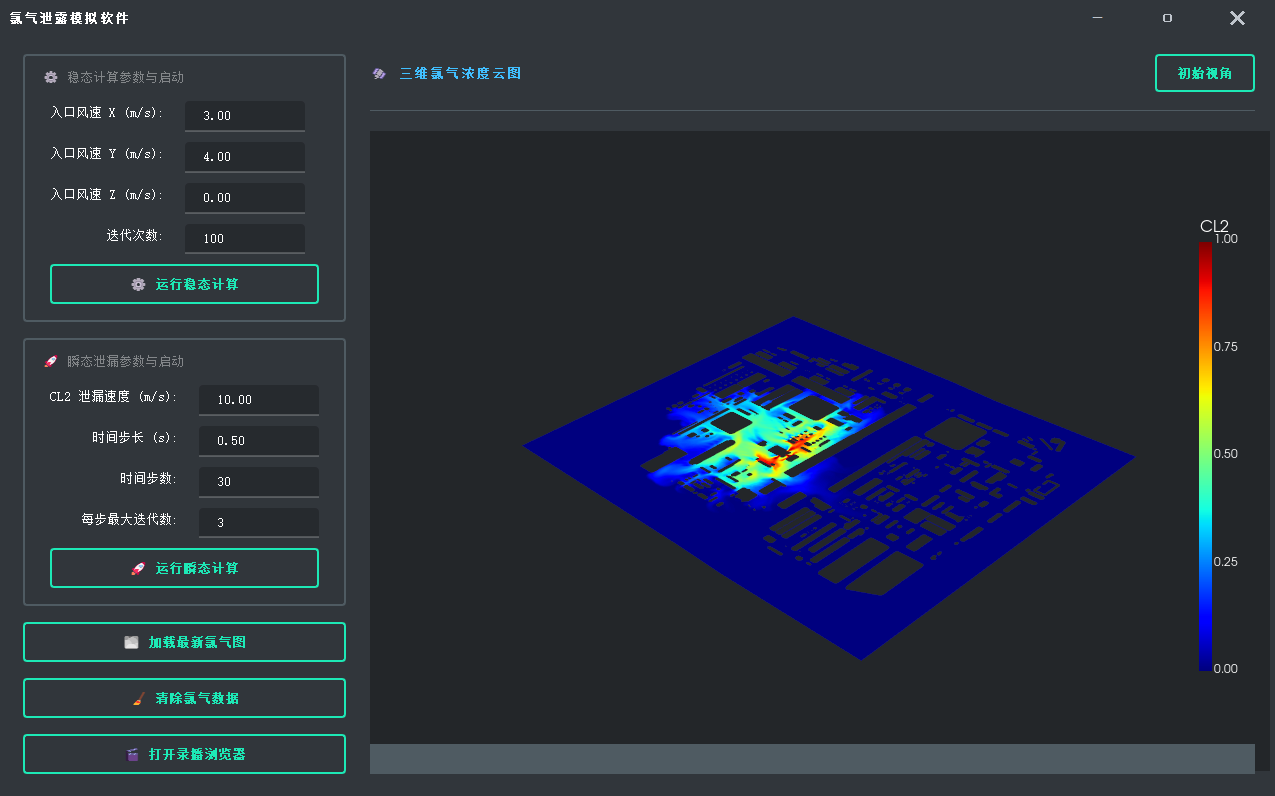 氯气泄露模拟软件
稳态计算参数与启动
入口风速 X (m/s): 3.00
入口风速 Y (m/s): 4.00
入口风速 Z (m/s): 0.00
迭代次数: 100
运行稳态计算
瞬态泄漏参数与启动
CL2 泄漏速度 (m/s): 10.00
时间步长 (s): 0.50
时间步数: 30
每步最大迭代数: 3
运行瞬态计算
加载最新氯气图
清除氯气数据
打开录播浏览器
三维氯气浓度云图
初始视角
CL2
1.00
0.75
0.50
0.25
0.00